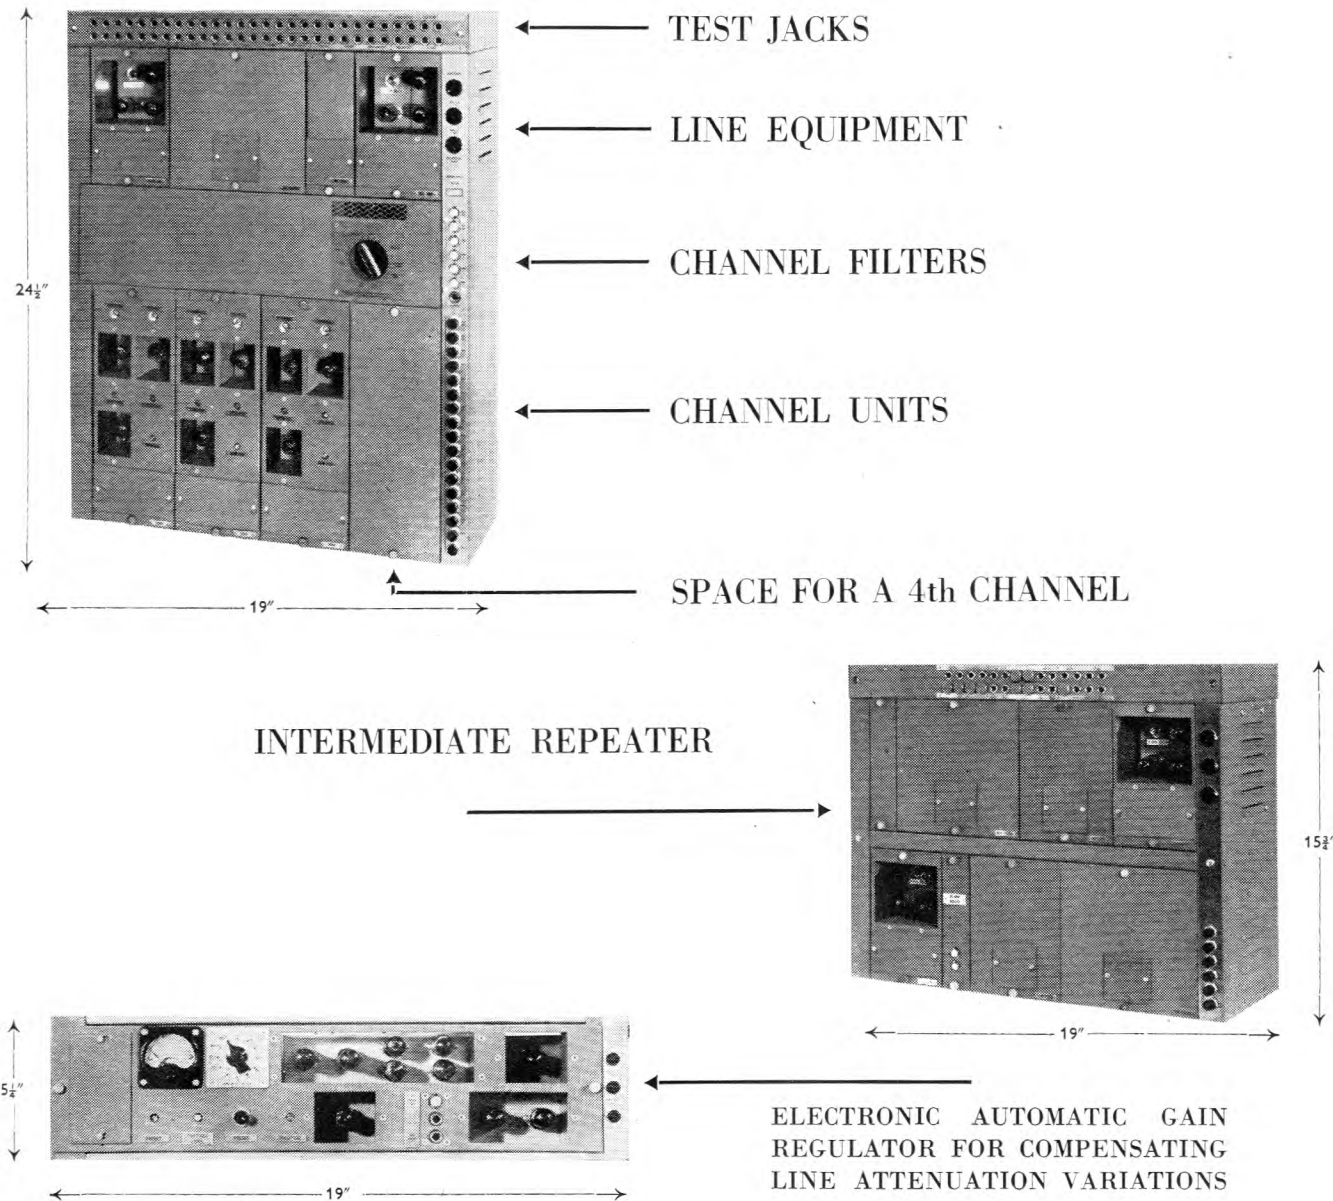 TEST JACKS
LINE EQUIPMENT
CHANNEL FILTERS
24½″
CHANNEL UNITS
SPACE FOR A 4th CHANNEL
19″
INTERMEDIATE REPEATER
15¾″
19″
5¼″
ELECTRONIC AUTOMATIC GAIN
REGULATOR FOR COMPENSATING
LINE ATTENUATION VARIATIONS
19″